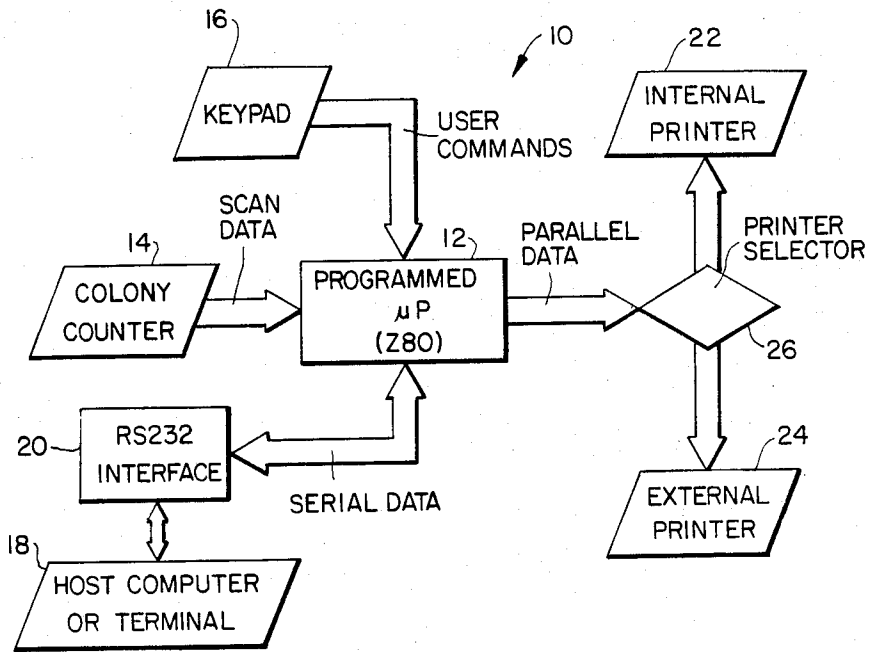 16
10
22
KEYPAD
USER
COMMANDS
INTERNAL
PRINTER
SCAN
DATA
14
COLONY
COUNTER
12
PROGRAMMED
μP
(Z80)
PARALLEL
DATA
PRINTER
SELECTOR
26
20
RS232
INTERFACE
SERIAL DATA
24
EXTERNAL
PRINTER
18
HOST COMPUTER
OR TERMINAL